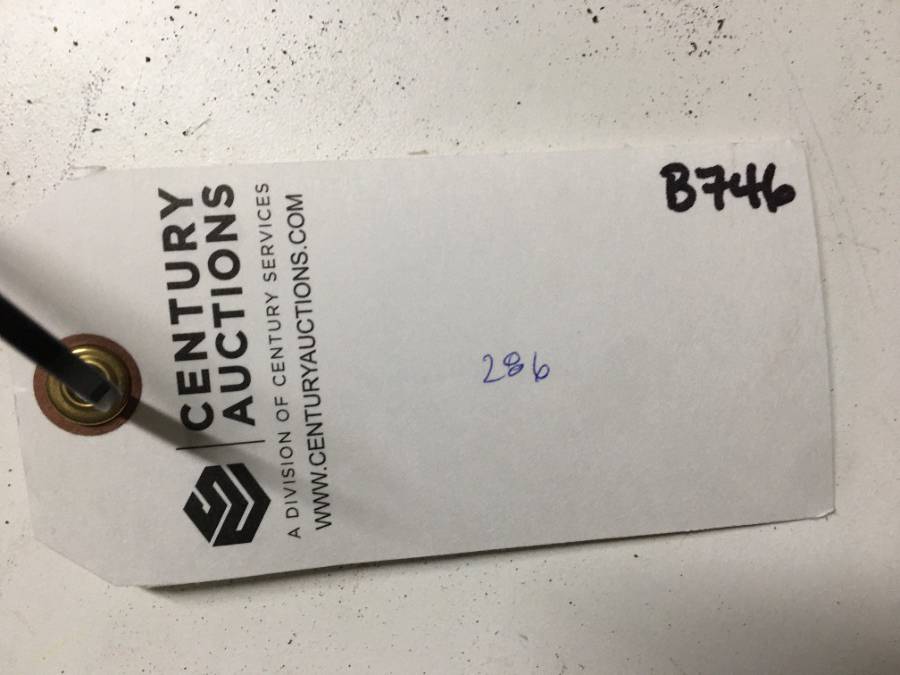 CENTURY
AUCTIONS
A DIVISION OF CENTURY SERVICES
WWW.CENTURYAUCTIONS.COM
286
B746